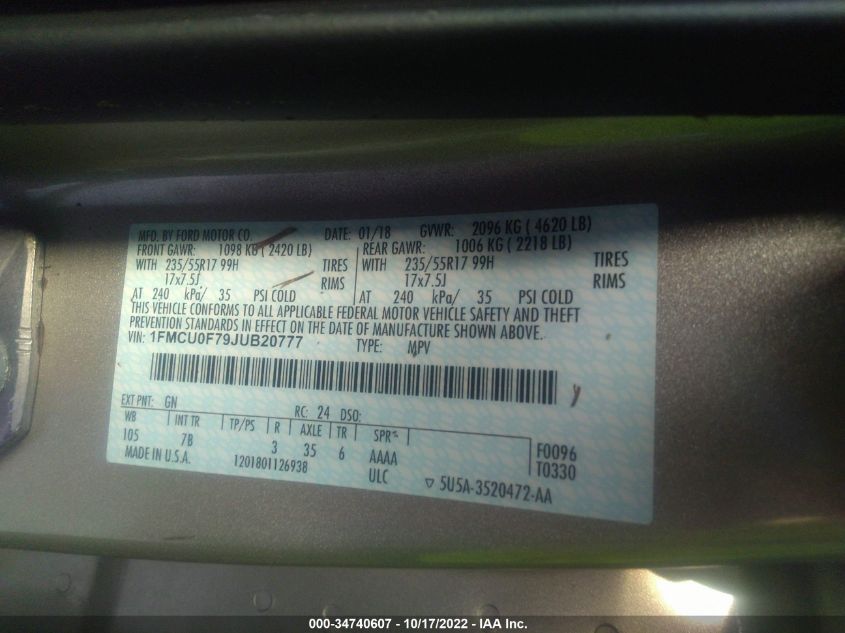 MFD. BY FORD MOTOR CO. DATE: 01/18 GVWR: 2096 KG ( 4620 LB)
FRONT GAWR: 1098 KG ( 2420 LB) REAR GAWR: 1006 KG ( 2218 LB)
WITH 235/55R17 99H TIRES WITH 235/55R17 99H TIRES
17x7.5J RIMS 17x7.5J RIMS
AT 240 kPa/ 35 PSI COLD AT 240 kPa/ 35 PSI COLD
THIS VEHICLE CONFORMS TO ALL APPLICABLE FEDERAL MOTOR VEHICLE SAFETY AND THEFT
PREVENTION STANDARDS IN EFFECT ON THE DATE OF MANUFACTURE SHOWN ABOVE.
VIN: 1FMCU0F79JUB20777 TYPE: MPV
EXT PNT: GN RC: 24 DSO:
WB INT TR TP/PS R AXLE TR SPR
105 7B 3 35 6 AAAA F0096
MADE IN U.S.A. 1201801126938 ULC T0330
▽ 5U5A-3520472-AA
000-34740607 - 10/17/2022 - IAA Inc.